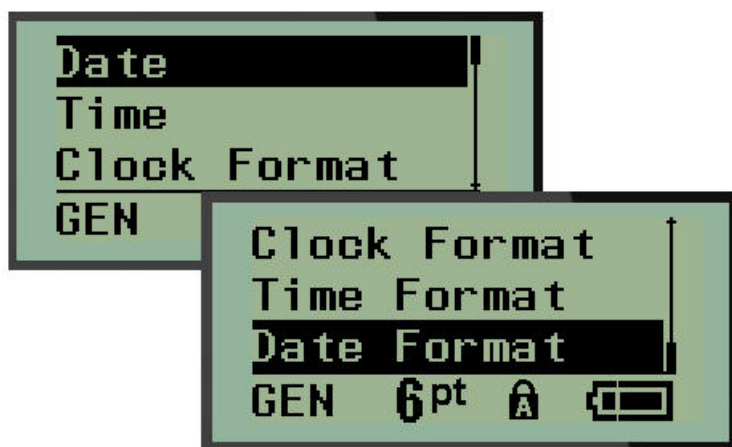 Date
Time
Clock Format
GEN
Clock Format
Time Format
Date Format
GEN 6pt A